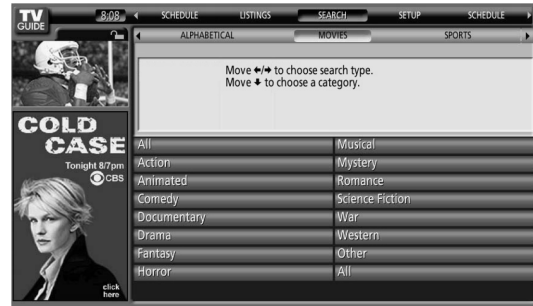 TV
GUIDE
8:08
SCHEDULE LISTINGS SEARCH SETUP SCHEDULE
ALPHABETICAL MOVIES SPORTS
Move ←/→ to choose search type.
Move ↓ to choose a category.
COLD
CASE
Tonight 8/7pm
CBS
click
here
All Musical
Action Mystery
Animated Romance
Comedy Science Fiction
Documentary War
Drama Western
Fantasy Other
Horror All